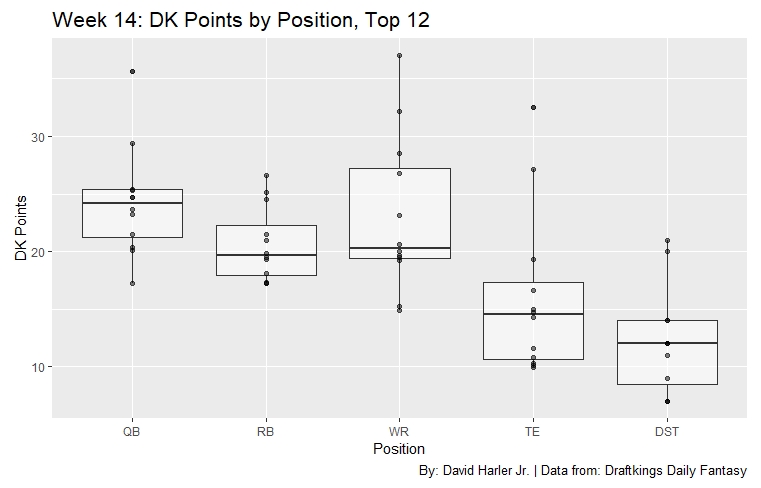 Week 14: DK Points by Position, Top 12
DK Points
30
20
10
QB RB WR TE DST
Position
By: David Harler Jr. | Data from: Draftkings Daily Fantasy